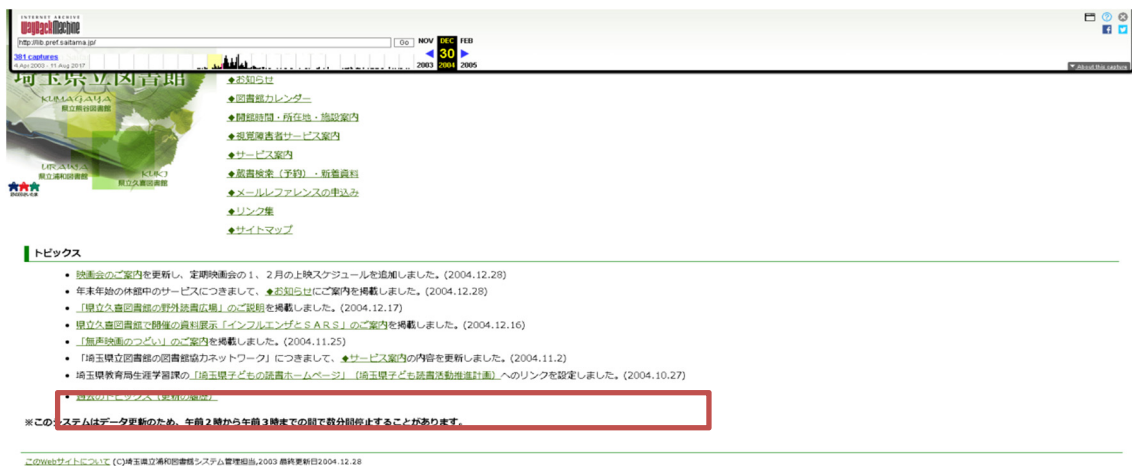 INTERNET ARCHIVE
WayBackMachine
http://lib.pref.saitama.jp/
Go
NOV DEC FEB
30
2003 2004 2005
381 captures
4 Apr 2003 - 11 Aug 2017
About this capture
埼玉県立図書館
KUMAGAYA
県立熊谷図書館
URAWA
県立浦和図書館
KUKI
県立久喜図書館
◆お知らせ
◆図書館カレンダー
◆開館時間・所在地・施設案内
◆視覚障害者サービス案内
◆サービス案内
◆蔵書検索（予約）・新着資料
◆メールレファレンスの申込み
◆リンク集
◆サイトマップ
トピックス
• 映画会のご案内を更新し、定期映画会の１、２月の上映スケジュールを追加しました。(2004.12.28)
• 年末年始の休館中のサービスにつきまして、◆お知らせにご案内を掲載しました。(2004.12.28)
• 「県立久喜図書館の野外読書広場」のご説明を掲載しました。(2004.12.17)
• 県立久喜図書館で開催の資料展示「インフルエンザとＳＡＲＳ」のご案内を掲載しました。(2004.12.16)
• 「無声映画のつどい」のご案内を掲載しました。(2004.11.25)
• 「埼玉県立図書館の図書館協力ネットワーク」につきまして、◆サービス案内の内容を更新しました。(2004.11.2)
• 埼玉県教育局生涯学習課の「埼玉県子どもの読書ホームページ」（埼玉県子ども読書活動推進計画）へのリンクを設定しました。(2004.10.27)
• 過去のトピックス（更新の履歴）
※このシステムはデータ更新のため、午前２時から午前３時までの間で数分間停止することがあります。
このWebサイトについて (C)埼玉県立浦和図書館システム管理担当,2003 最終更新日2004.12.28